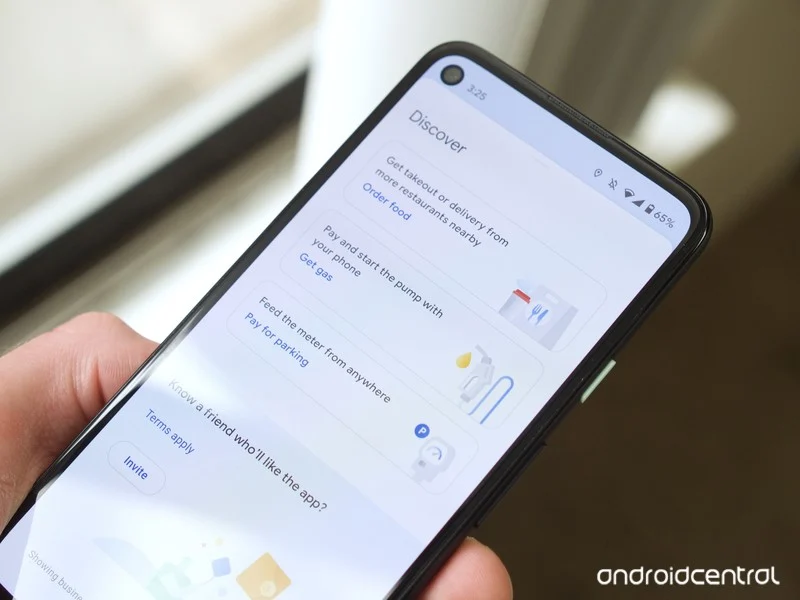 3:25
65%
Discover
Get takeout or delivery from
more restaurants nearby
Order food
Pay and start the pump with
your phone
Get gas
Feed the meter from anywhere
Pay for parking
P
Know a friend who'll like the app?
Terms apply
Invite
Showing busine
androidcentral